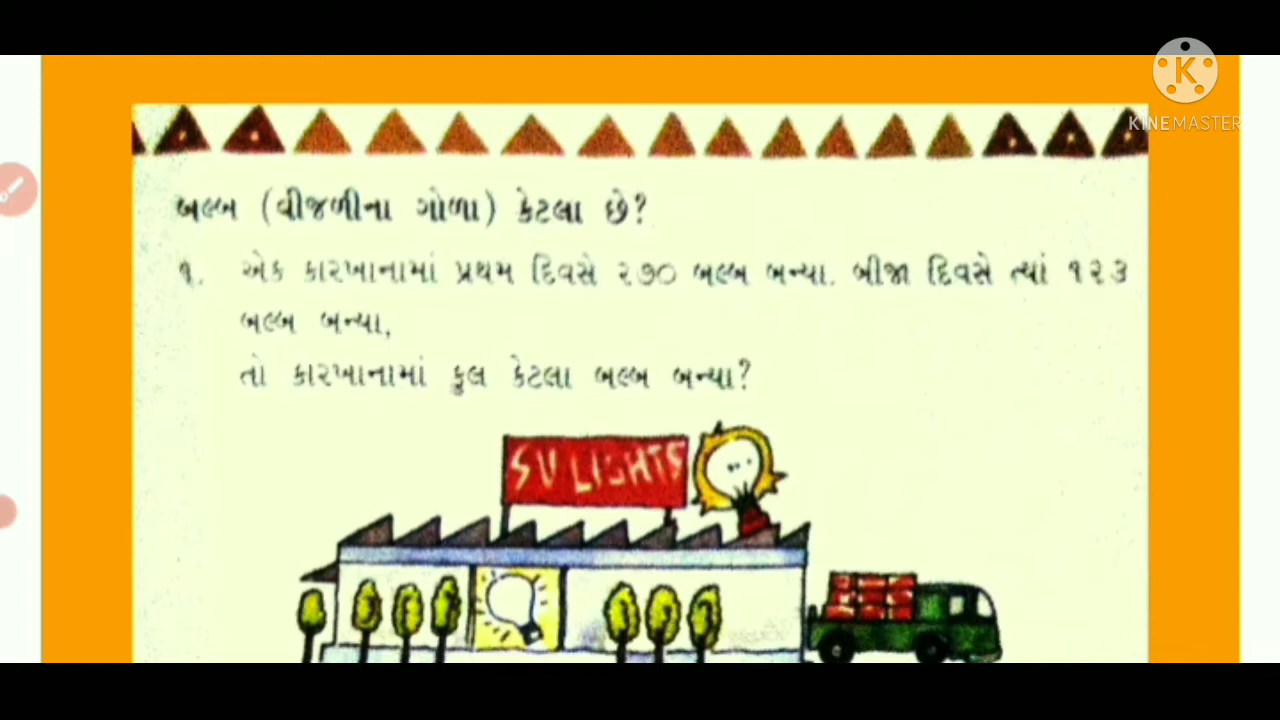 KINEMASTER
બલ્બ (વીજળીના ગોળા) કેટલા છે?
૧. એક કારખાનામાં પ્રથમ દિવસે ૨૭૦ બલ્બ બન્યા. બીજા દિવસે ત્યાં ૧૨૩
બલ્બ બન્યા,
તો કારખાનામાં કુલ કેટલા બલ્બ બન્યા?
SU LIGHTS